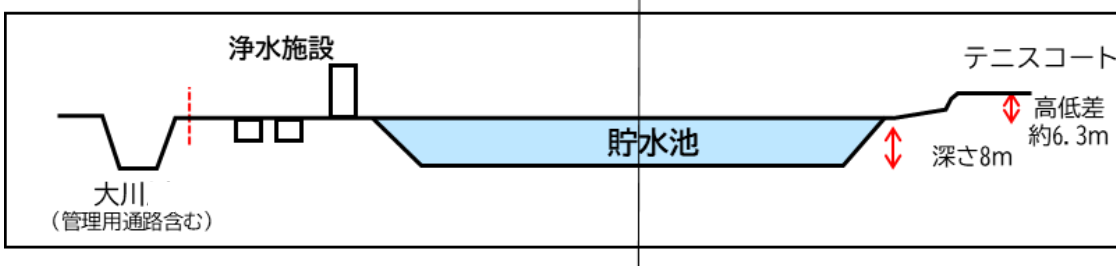 浄水施設
テニスコート
高低差
約6.3m
貯水池
深さ8m
大川
（管理用通路含む）